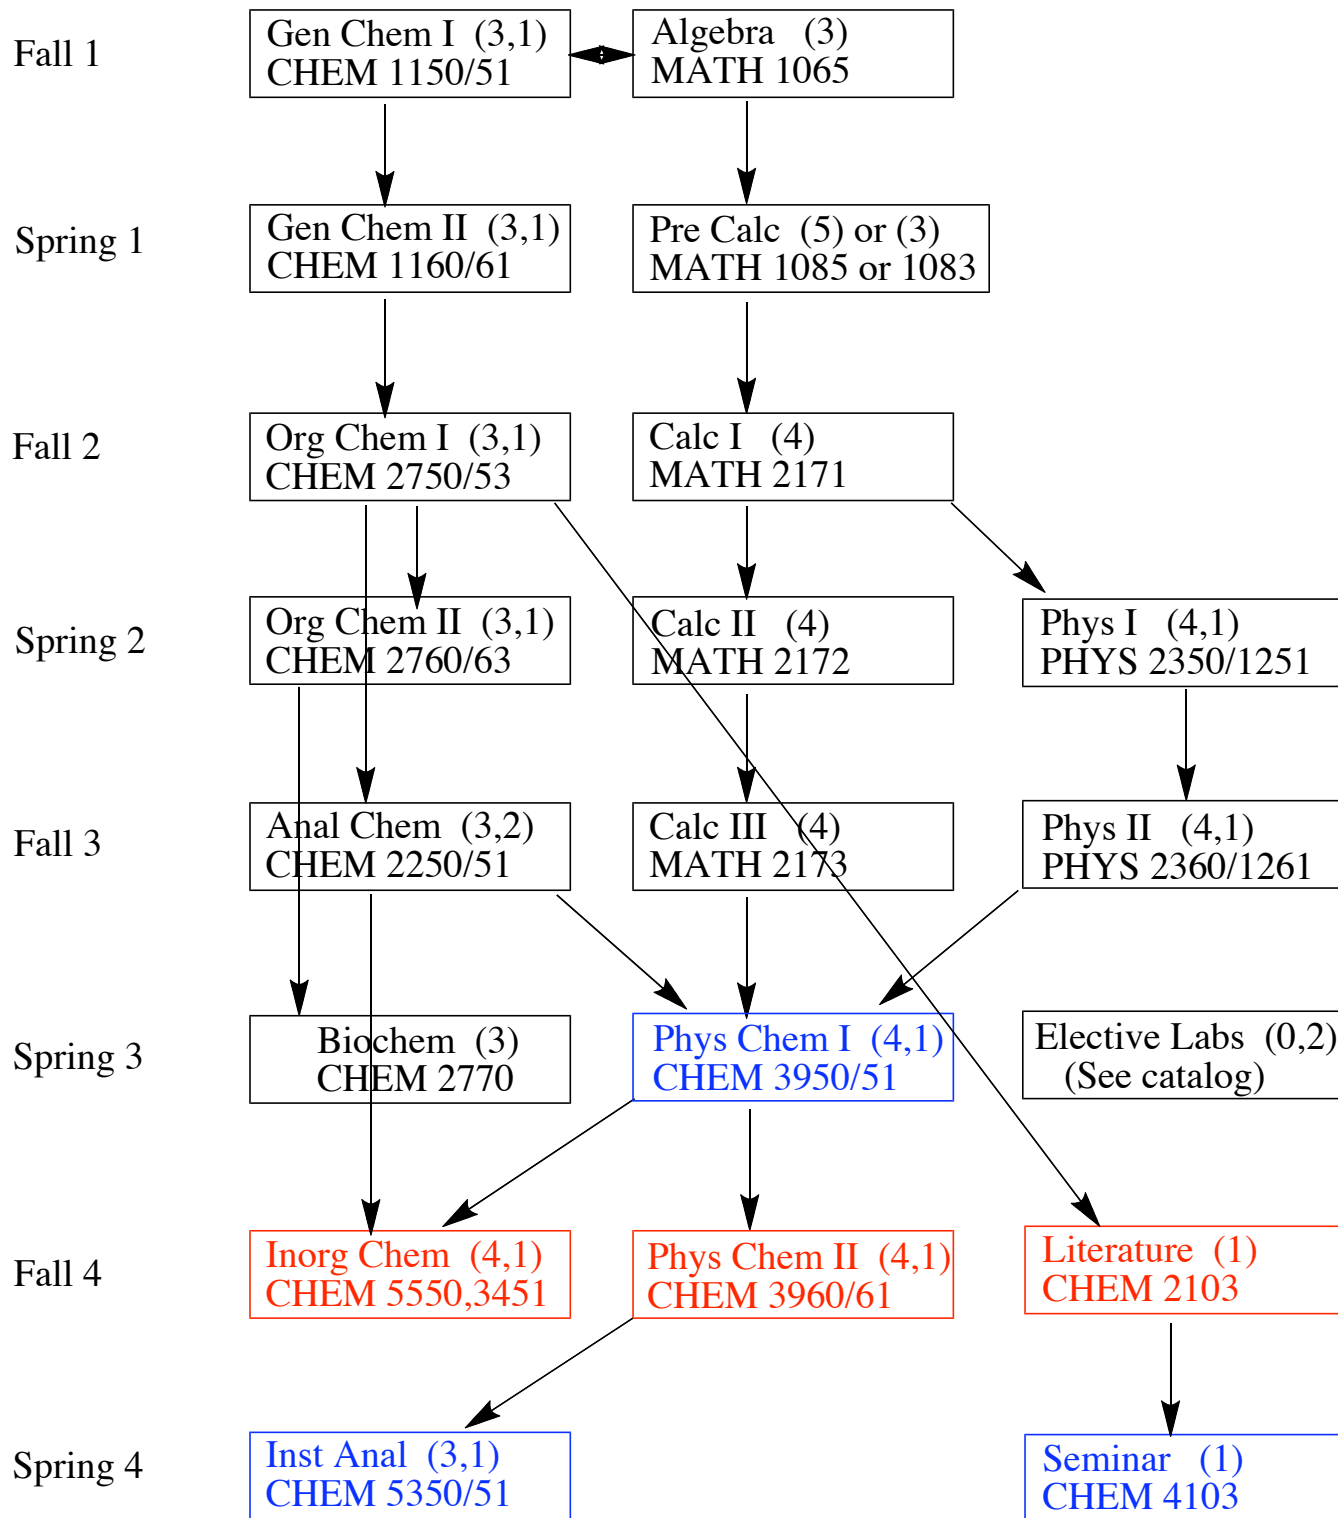 Fall 1
Gen Chem I (3,1)
CHEM 1150/51
Algebra (3)
MATH 1065
Spring 1
Gen Chem II (3,1)
CHEM 1160/61
Pre Calc (5) or (3)
MATH 1085 or 1083
Fall 2
Org Chem I (3,1)
CHEM 2750/53
Calc I (4)
MATH 2171
Spring 2
Org Chem II (3,1)
CHEM 2760/63
Calc II (4)
MATH 2172
Phys I (4,1)
PHYS 2350/1251
Fall 3
Anal Chem (3,2)
CHEM 2250/51
Calc III (4)
MATH 2173
Phys II (4,1)
PHYS 2360/1261
Spring 3
Biochem (3)
CHEM 2770
Phys Chem I (4,1)
CHEM 3950/51
Elective Labs (0,2)
(See catalog)
Fall 4
Inorg Chem (4,1)
CHEM 5550,3451
Phys Chem II (4,1)
CHEM 3960/61
Literature (1)
CHEM 2103
Spring 4
Inst Anal (3,1)
CHEM 5350/51
Seminar (1)
CHEM 4103